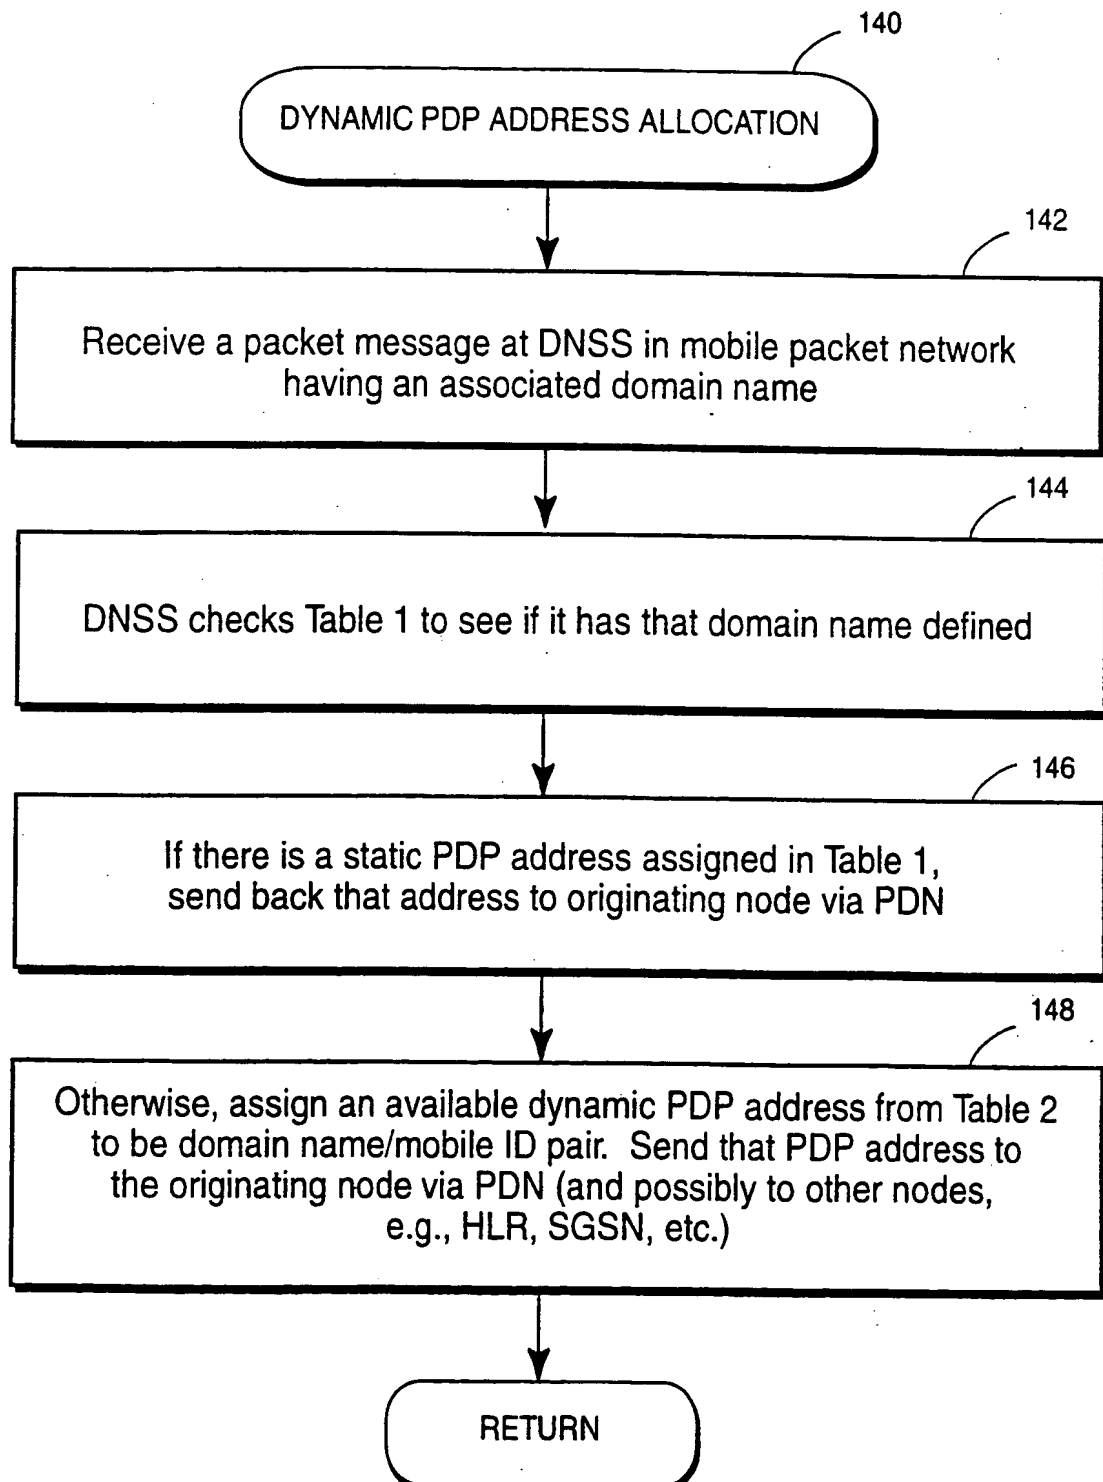 140
DYNAMIC PDP ADDRESS ALLOCATION
142
Receive a packet message at DNSS in mobile packet network
having an associated domain name
144
DNSS checks Table 1 to see if it has that domain name defined
146
If there is a static PDP address assigned in Table 1,
send back that address to originating node via PDN
148
Otherwise, assign an available dynamic PDP address from Table 2
to be domain name/mobile ID pair. Send that PDP address to
the originating node via PDN (and possibly to other nodes,
e.g., HLR, SGSN, etc.)
RETURN